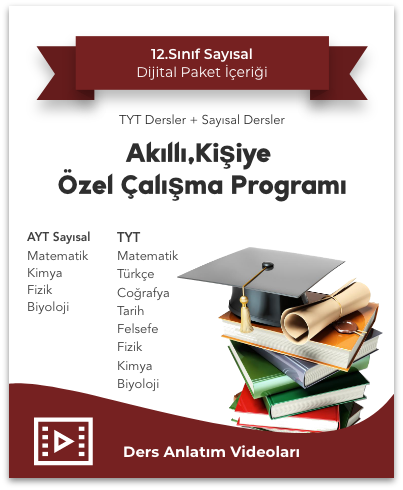 12.Sınıf Sayısal
Dijital Paket İçeriği
TYT Dersler + Sayısal Dersler
Akıllı,Kişiye
Özel Çalışma Programı
AYT Sayısal
Matematik
Kimya
Fizik
Biyoloji
TYT
Matematik
Türkçe
Coğrafya
Tarih
Felsefe
Fizik
Kimya
Biyoloji
Ders Anlatım Videoları